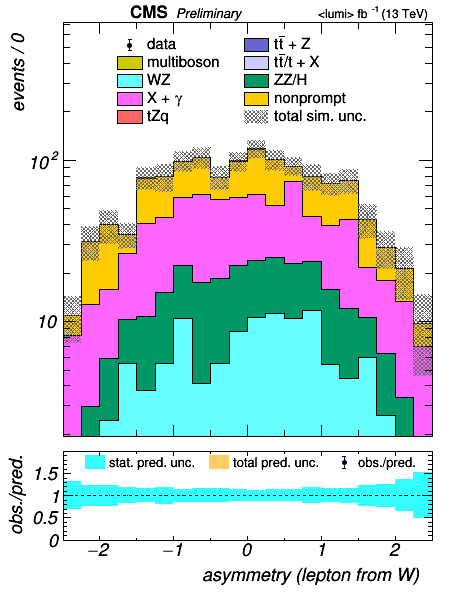 CMS Preliminary <lumi> fb⁻¹ (13 TeV)
events / 0
data
tt̄ + Z
multiboson
tt̄/t + X
WZ
ZZ/H
X + γ
nonprompt
tZq
total sim. unc.
10²
10
stat. pred. unc. total pred. unc. obs./pred.
obs./pred.
1.5
1
0.5
0
−2 −1 0 1 2
asymmetry (lepton from W)